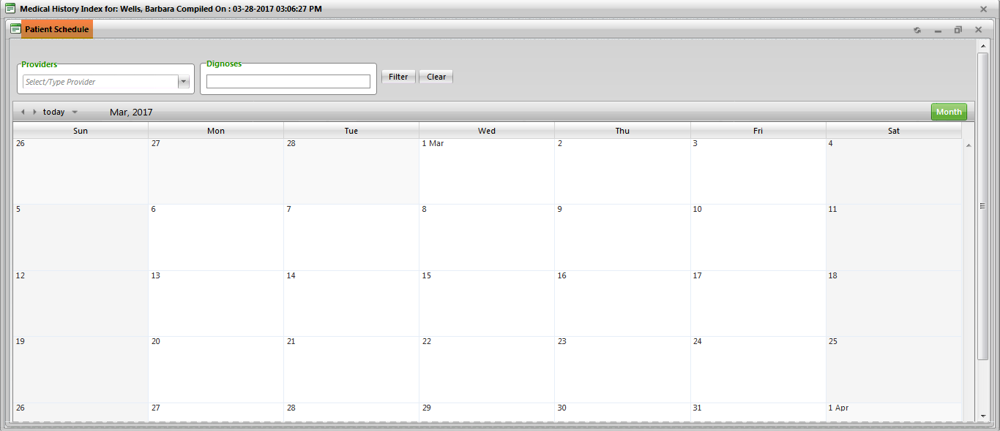 Medical History Index for: Wells, Barbara Compiled On : 03-28-2017 03:06:27 PM
Patient Schedule
Providers
Dignoses
Select/Type Provider
Filter
Clear
today
Mar, 2017
Month
Sun Mon Tue Wed Thu Fri Sat
26 27 28 1 Mar 2 3 4
5 6 7 8 9 10 11
12 13 14 15 16 17 18
19 20 21 22 23 24 25
26 27 28 29 30 31 1 Apr